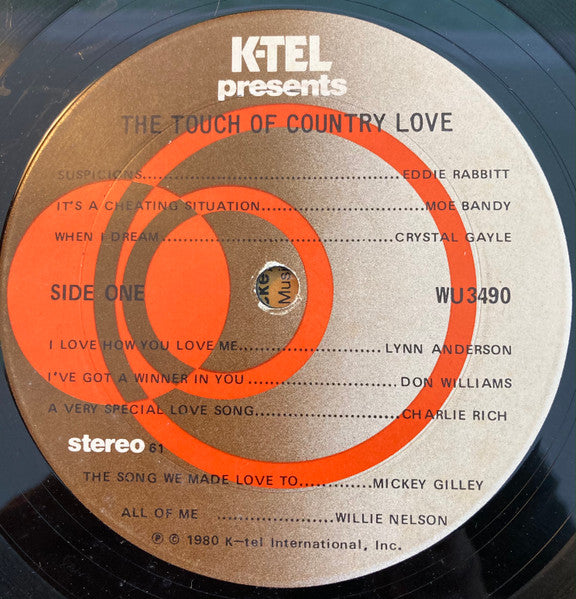 K-TEL
presents
THE TOUCH OF COUNTRY LOVE
SUSPICIONS.......................................EDDIE RABBITT
IT'S A CHEATING SITUATION........................MOE BANDY
WHEN I DREAM...................................CRYSTAL GAYLE
SIDE ONE WU3490
Mus
I LOVE HOW YOU LOVE ME......................LYNN ANDERSON
I'VE GOT A WINNER IN YOU......................DON WILLIAMS
A VERY SPECIAL LOVE SONG.....................CHARLIE RICH
stereo 61
THE SONG WE MADE LOVE TO...........MICKEY GILLEY
ALL OF ME .....................WILLIE NELSON
℗ © 1980 K-tel International, Inc.